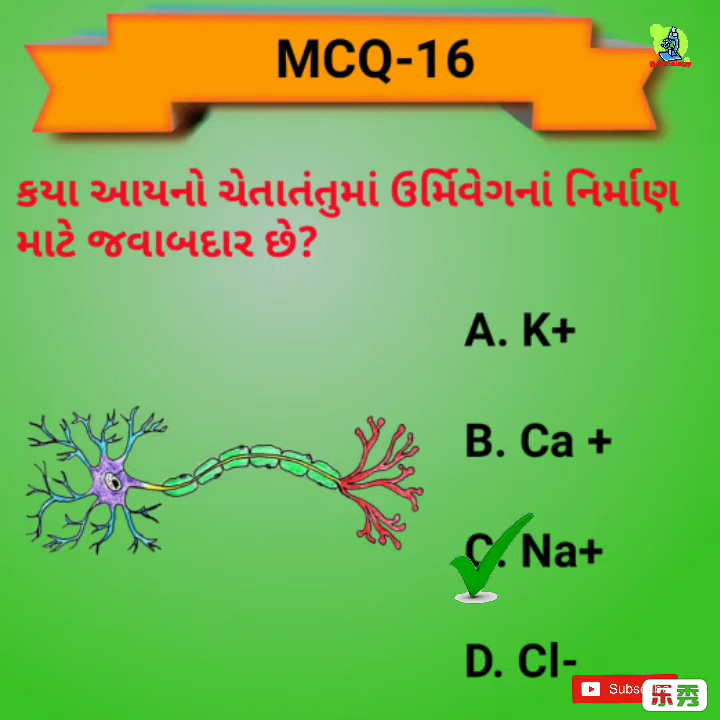 MCQ-16
કયા આયનો ચેતાતંતુમાં ઉર્મિવેગનાં નિર્માણ
માટે જવાબદાર છે?
A. K+
B. Ca +
C. Na+
D. Cl-
乐秀